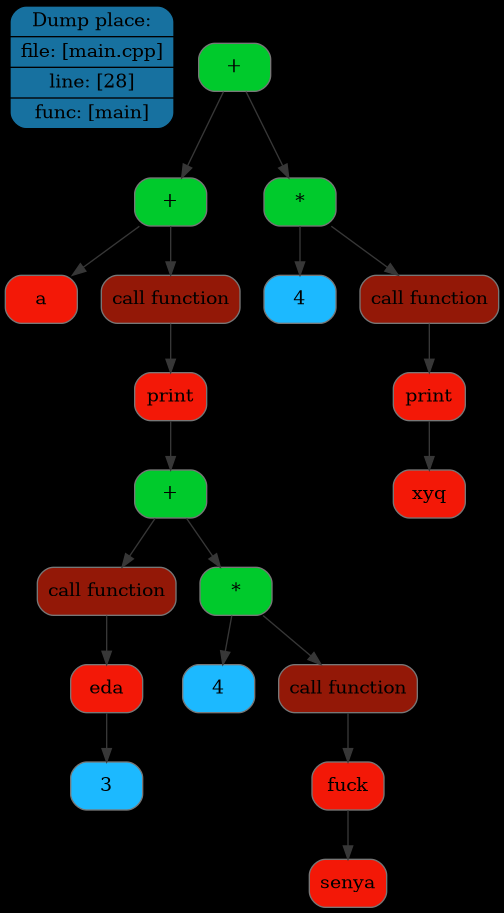 Dump place:
file: [main.cpp]
line: [28]
func: [main]
+
+
*
a
call function
4
call function
print
print
+
xyq
call function
*
eda
4
call function
3
fuck
senya